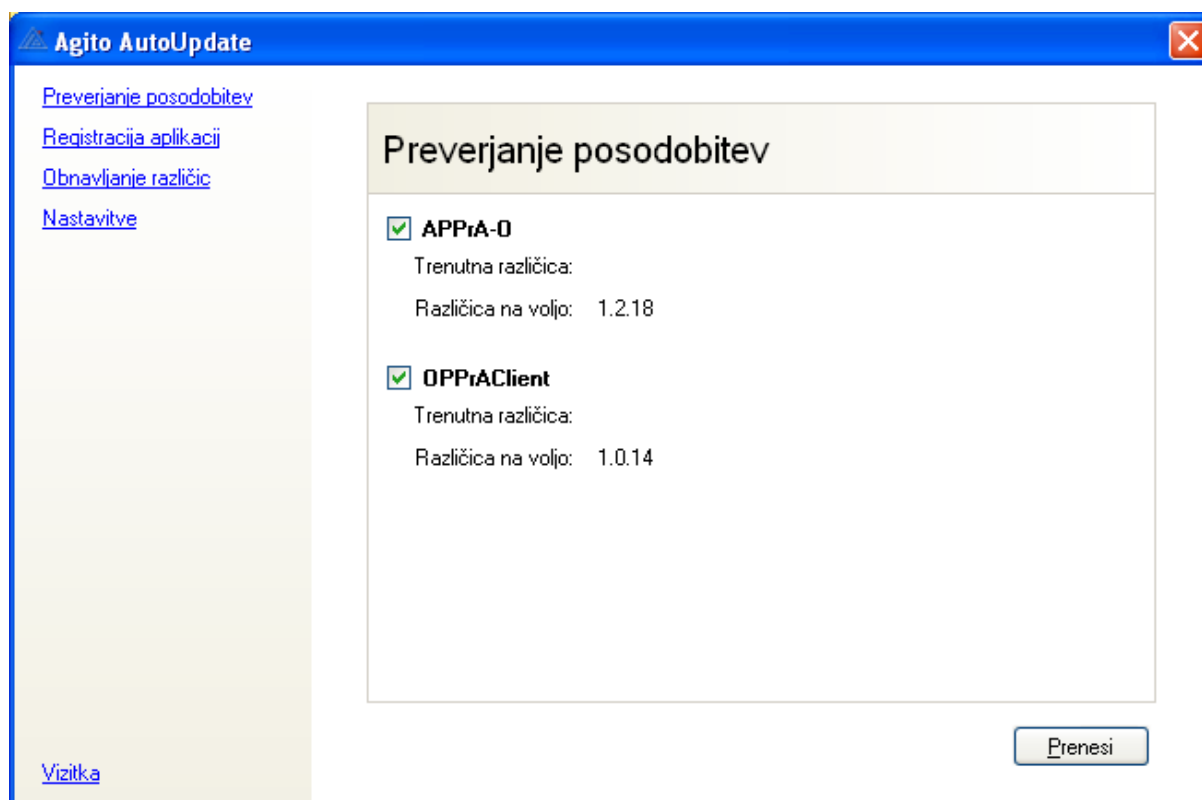 Agito AutoUpdate
Preverjanje posodobitev
Registracija aplikacij
Obnavljanje različic
Nastavitve
Vizitka
Preverjanje posodobitev
APPrA-O
Trenutna različica:
Različica na voljo: 1.2.18
OPPrAClient
Trenutna različica:
Različica na voljo: 1.0.14
Prenesi